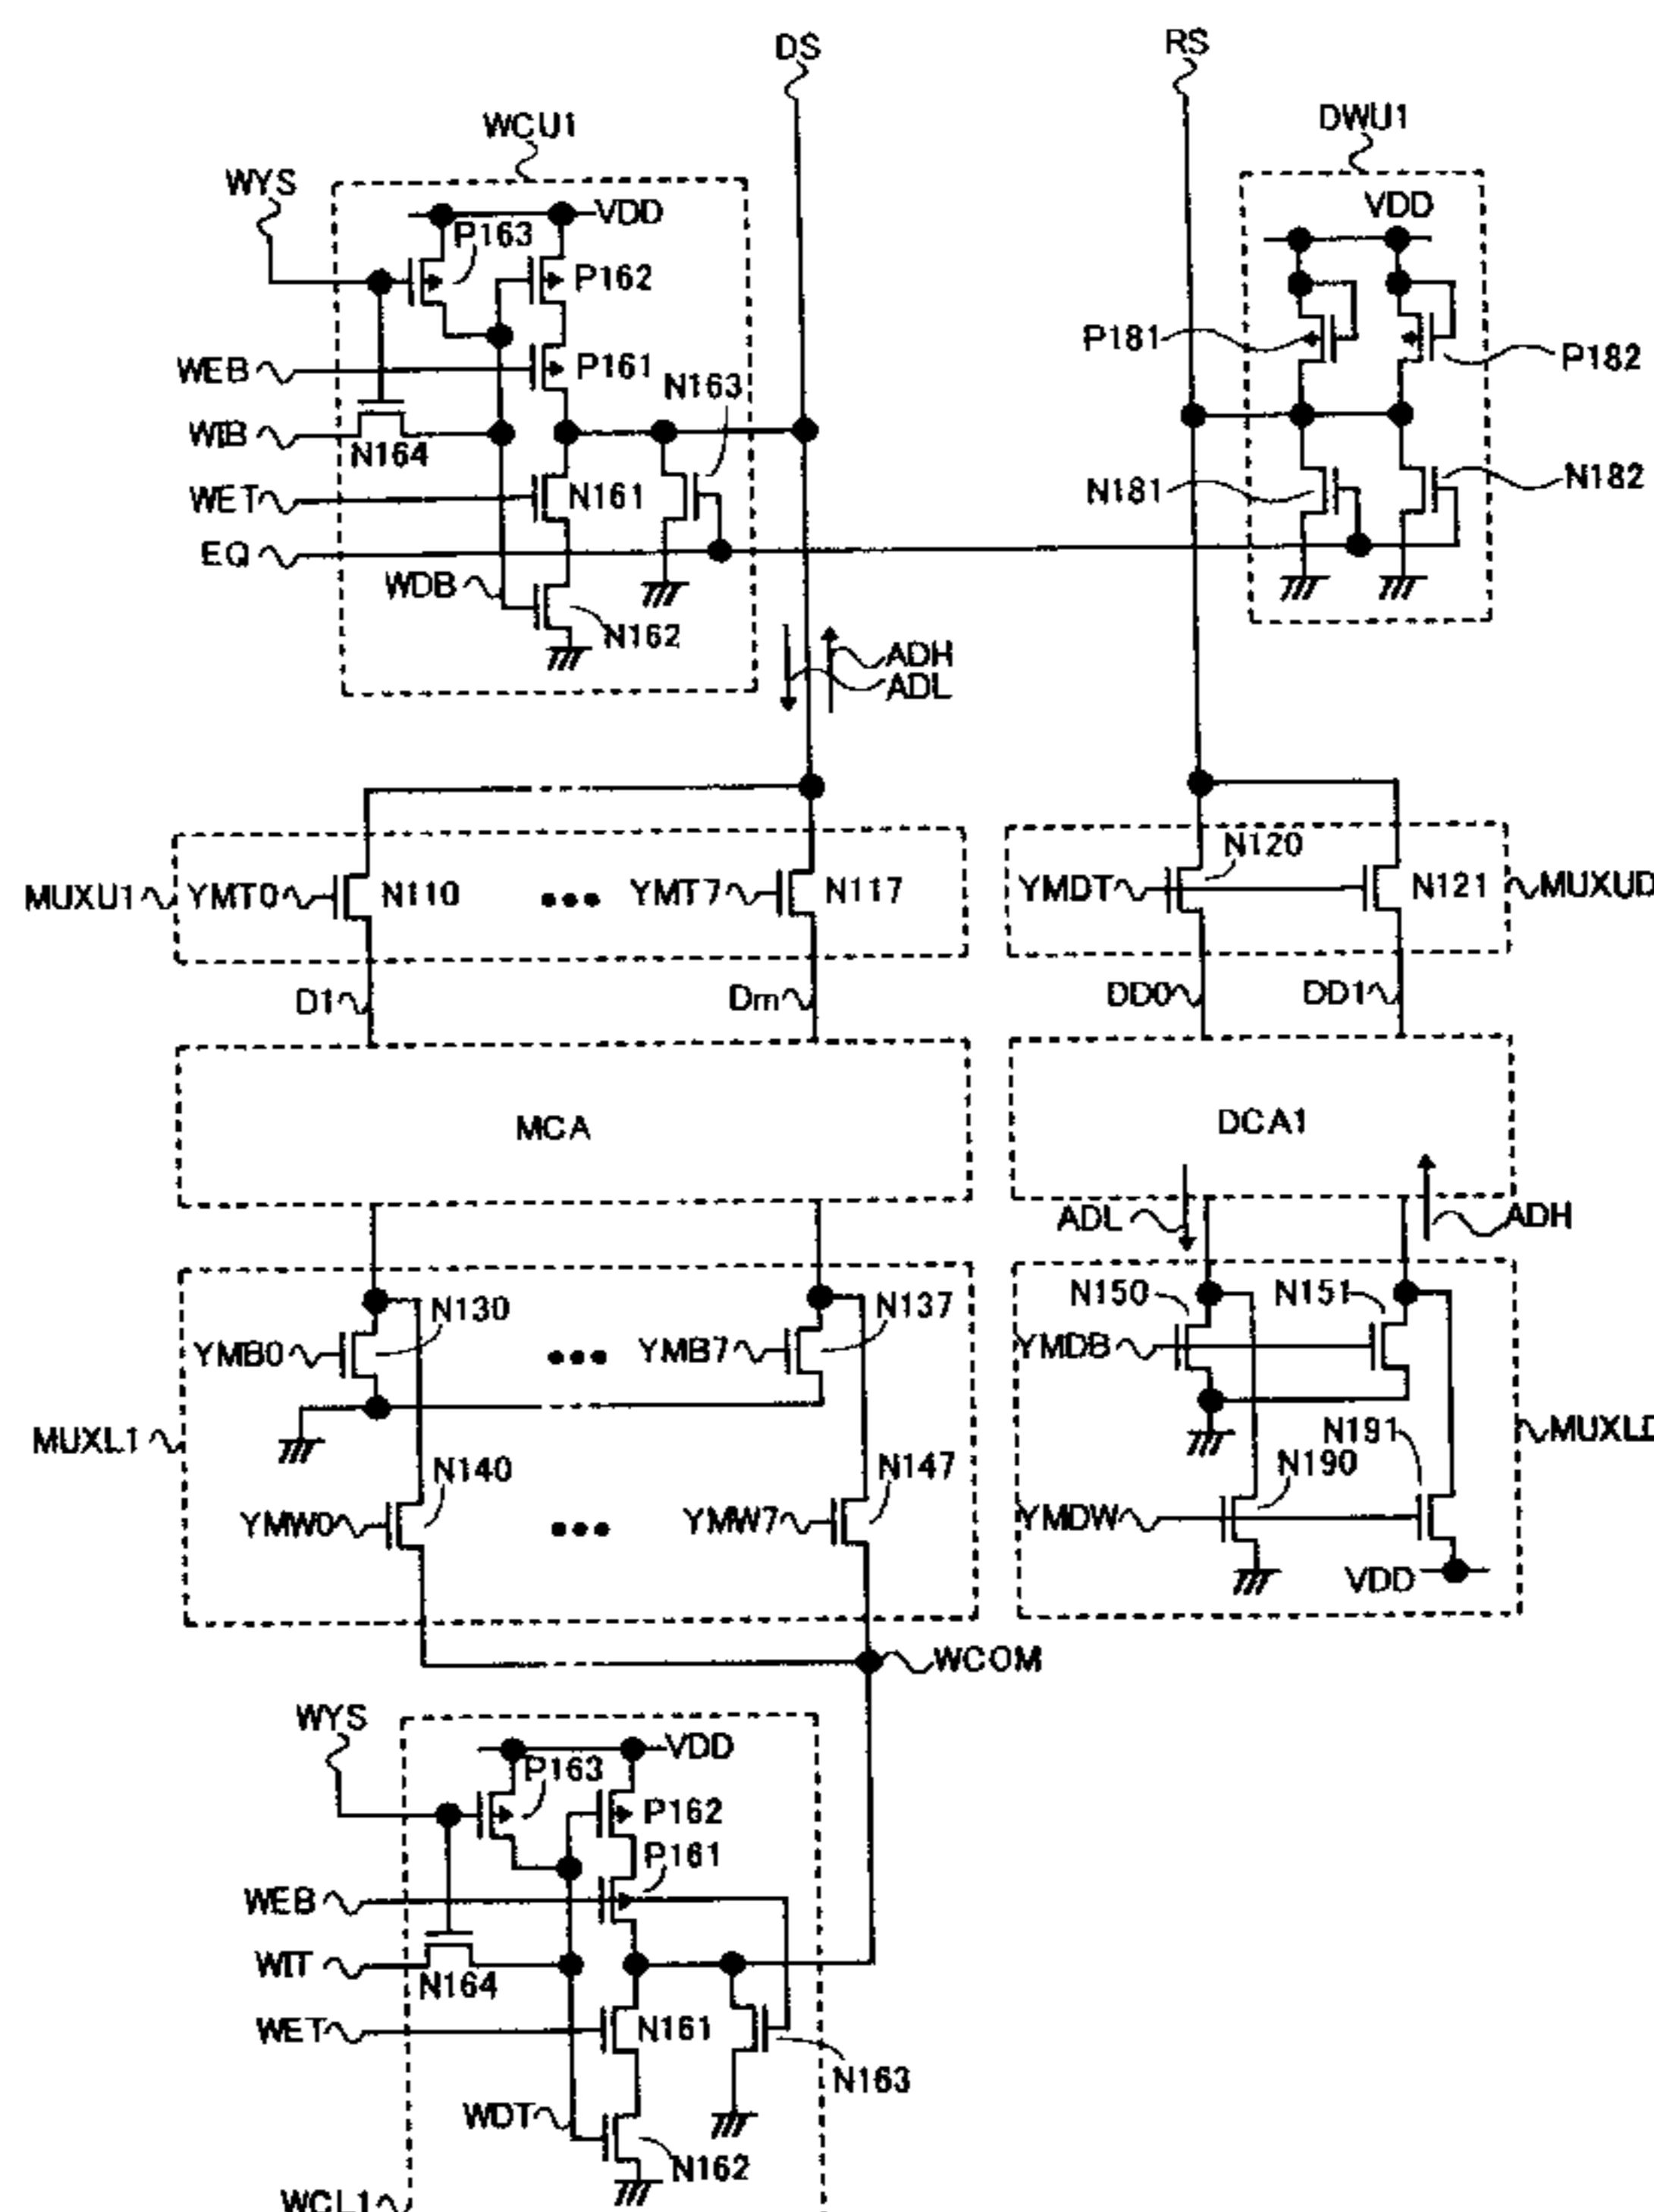 DS
RS
WCU1
DWU1
WYS
VDD
P163
VDD
P162
P181
P182
WEB
P161
N163
WIB
N164
N181
N182
WET
N161
EQ
WDB
N162
ADH
ADL
MUXU1
YMT0
N110
YMT7
N117
YMDT
N120
N121
MUXUD
D1
Dm
DD0
DD1
MCA
DCA1
ADL
ADH
N130
N137
N150
N151
YMB0
YMB7
YMDB
MUXL1
N140
N147
N191
N190
MUXLD
YMW0
YMW7
YMDW
VDD
WCOM
WYS
VDD
P163
P162
P161
WEB
WIT
N164
WET
N161
N163
WDT
N162
WCL1